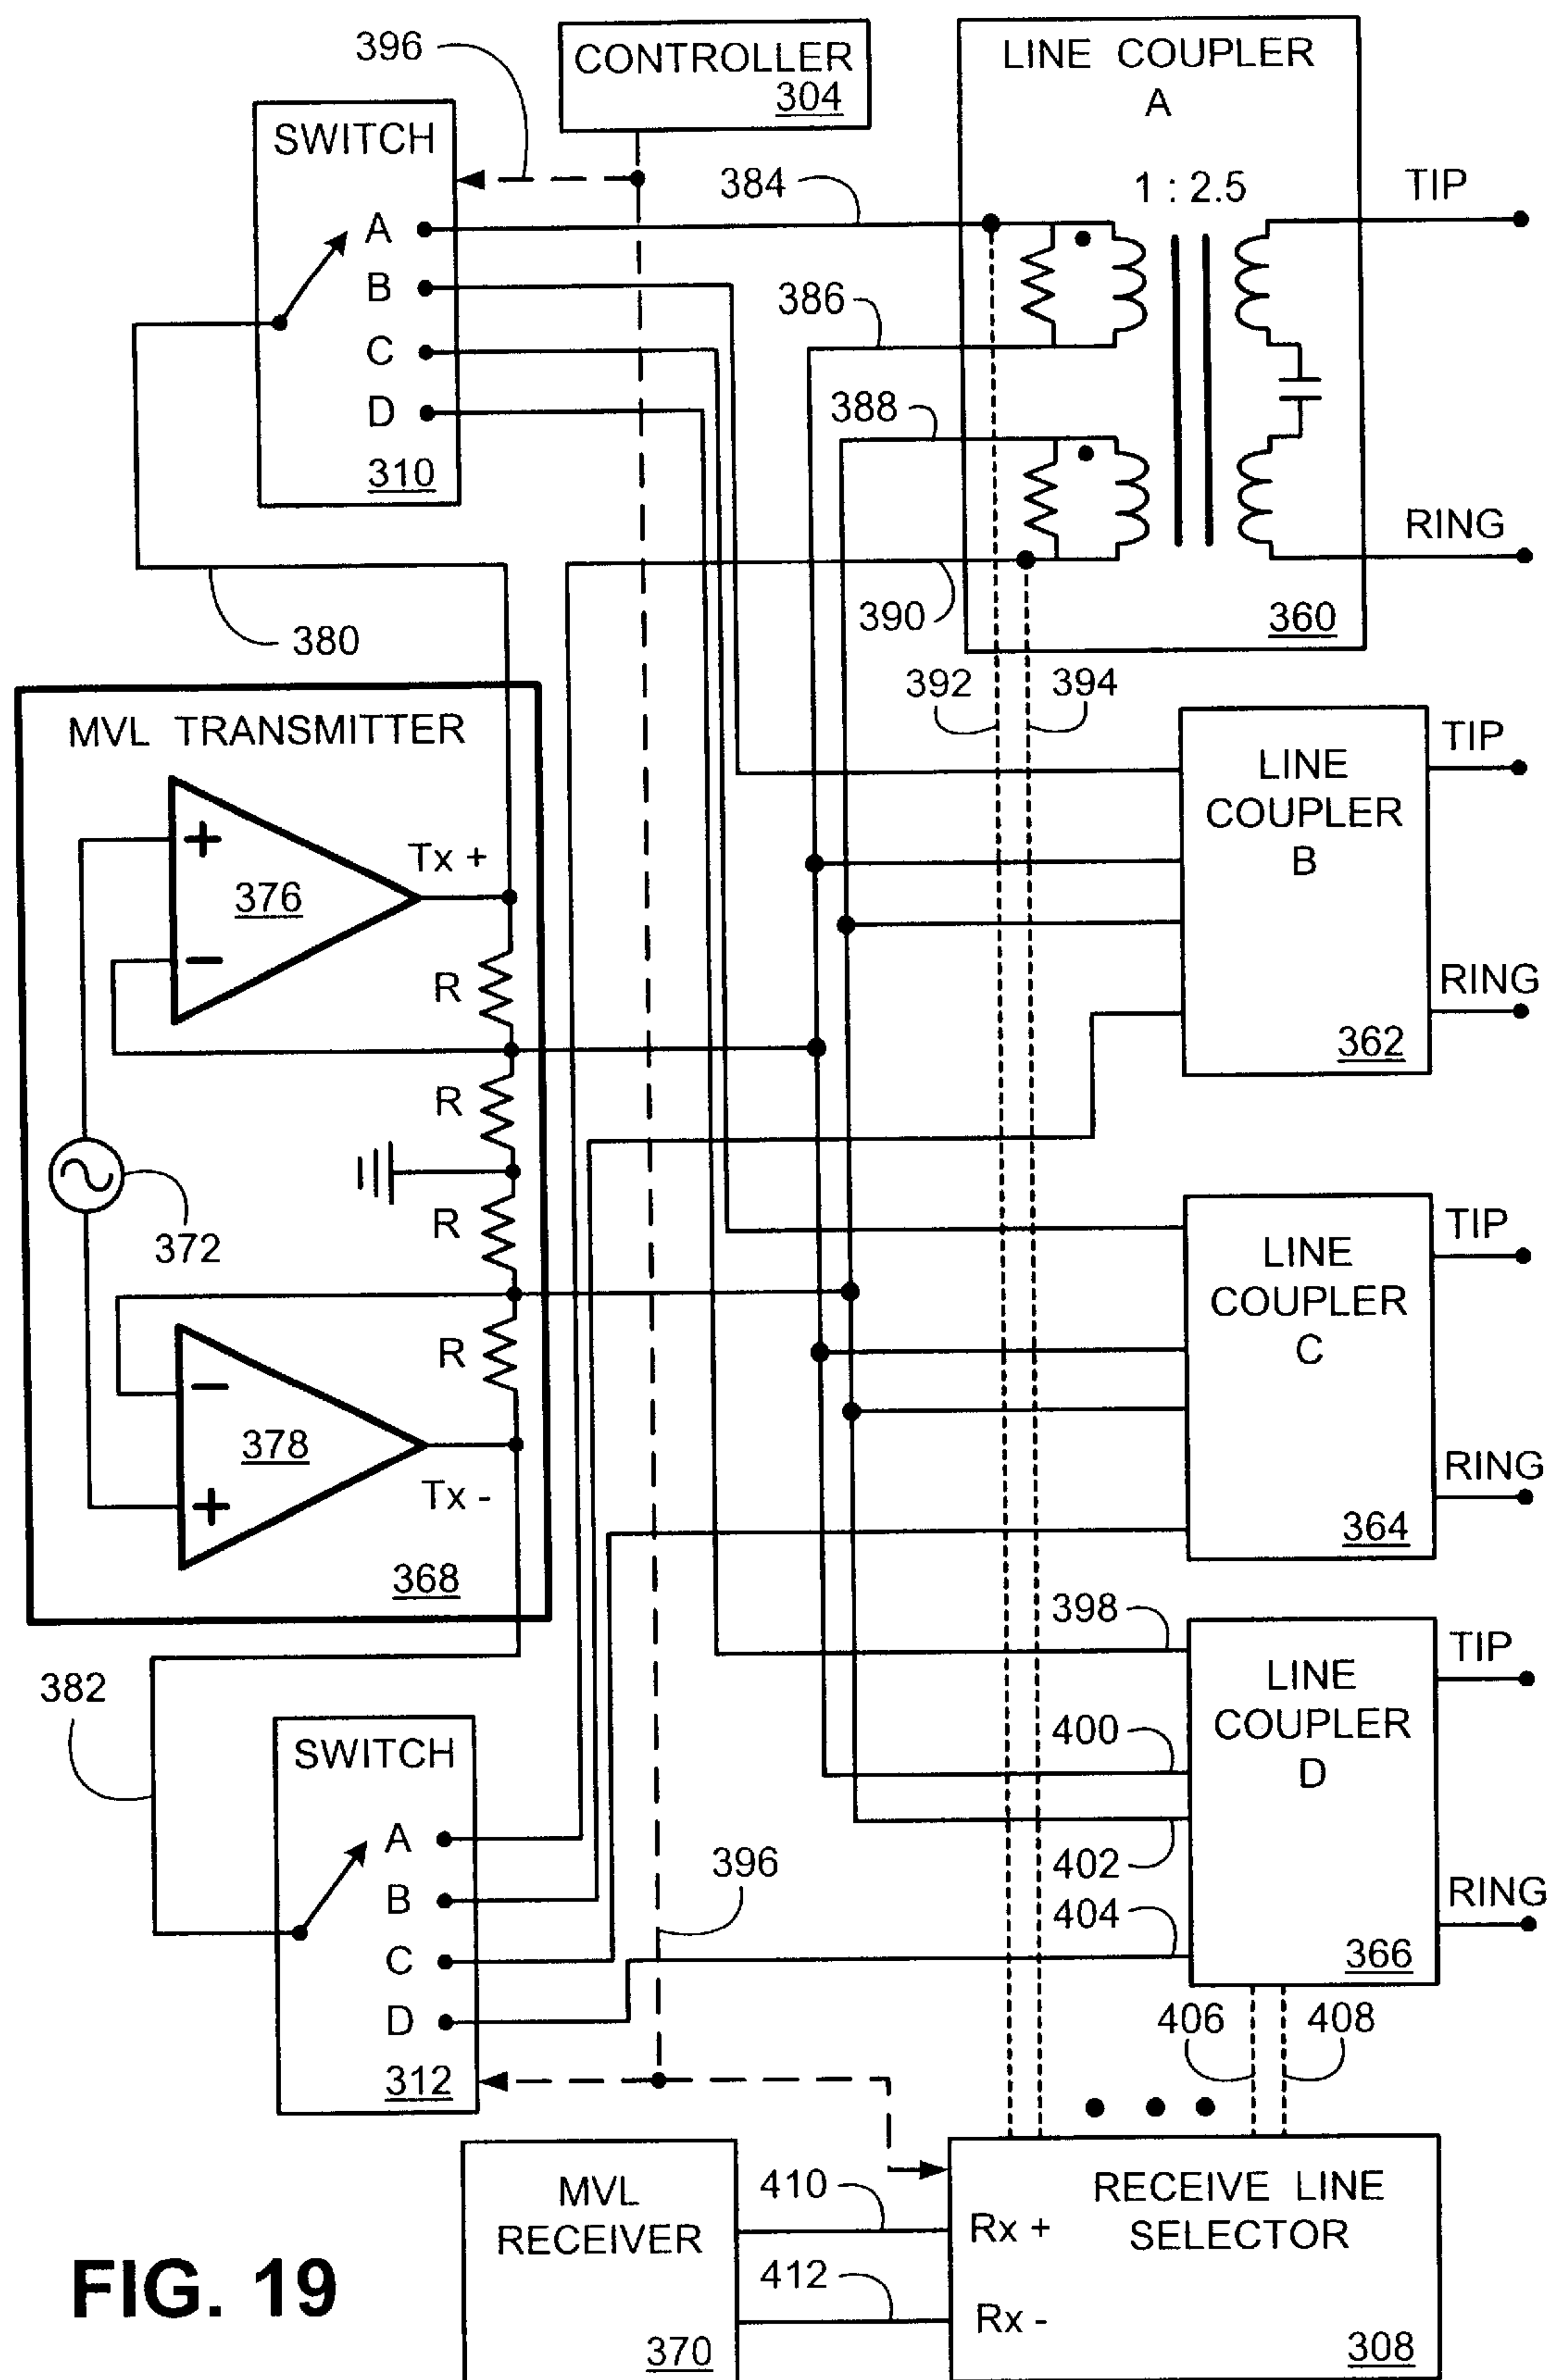 396
CONTROLLER
304
SWITCH
A
B
C
D
310
384
386
388
390
LINE COUPLER
A
1 : 2.5
TIP
RING
360
380
392
394
MVL TRANSMITTER
+
376
−
Tx +
R
R
R
R
372
−
378
+
Tx -
368
LINE
COUPLER
B
TIP
RING
362
LINE
COUPLER
C
TIP
RING
364
398
400
402
404
LINE
COUPLER
D
TIP
RING
366
382
SWITCH
A
B
C
D
312
396
406
408
MVL
RECEIVER
370
410
412
Rx +
Rx -
RECEIVE LINE
SELECTOR
308
FIG. 19